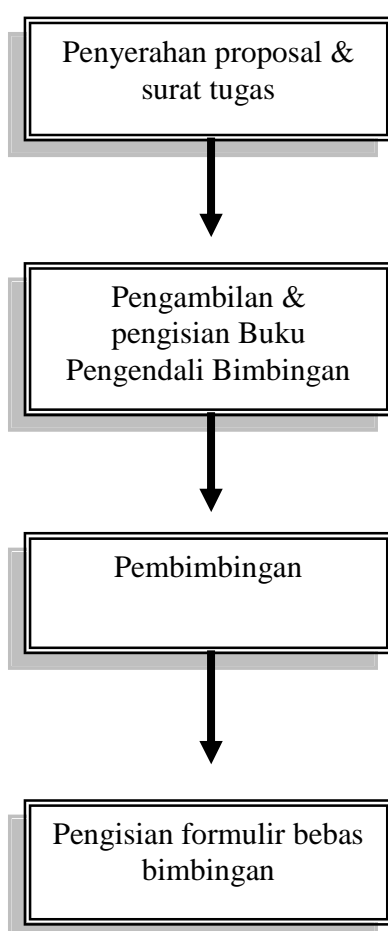 Penyerahan proposal &
surat tugas
Pengambilan &
pengisian Buku
Pengendali Bimbingan
Pembimbingan
Pengisian formulir bebas
bimbingan